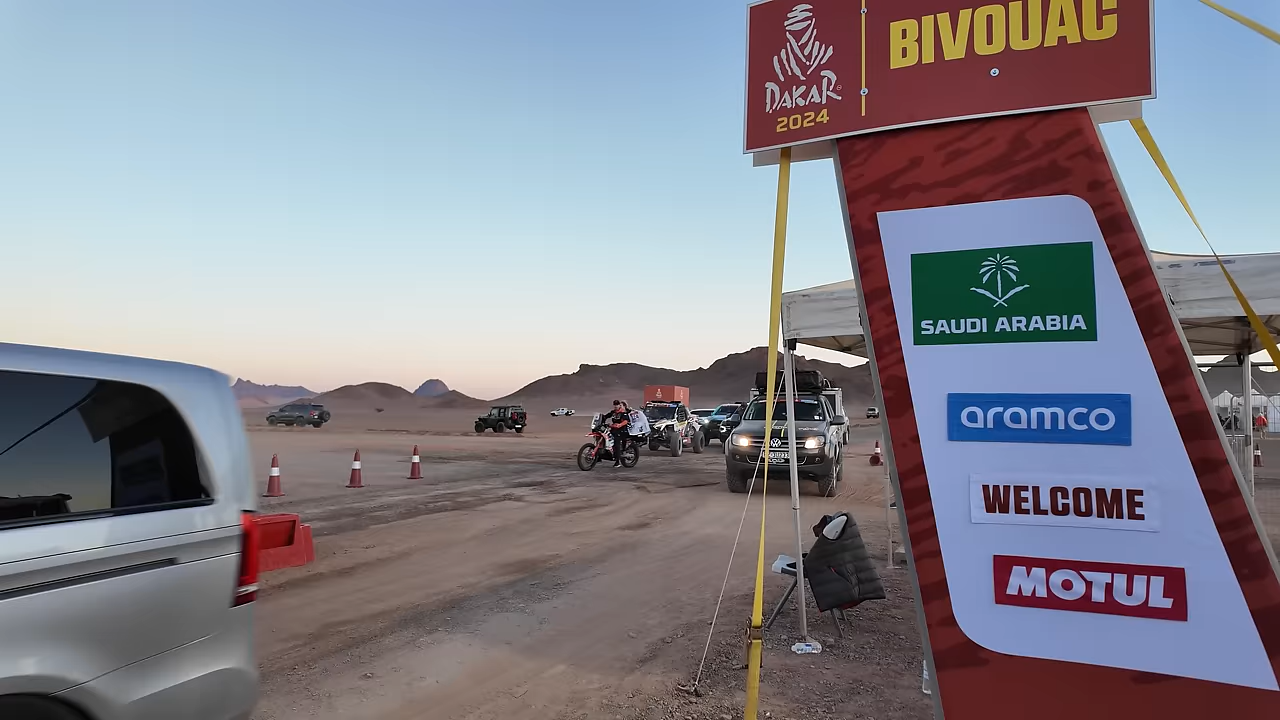 BIVOUAC
DAKAR
2024
SAUDI ARABIA
aramco
WELCOME
MOTUL